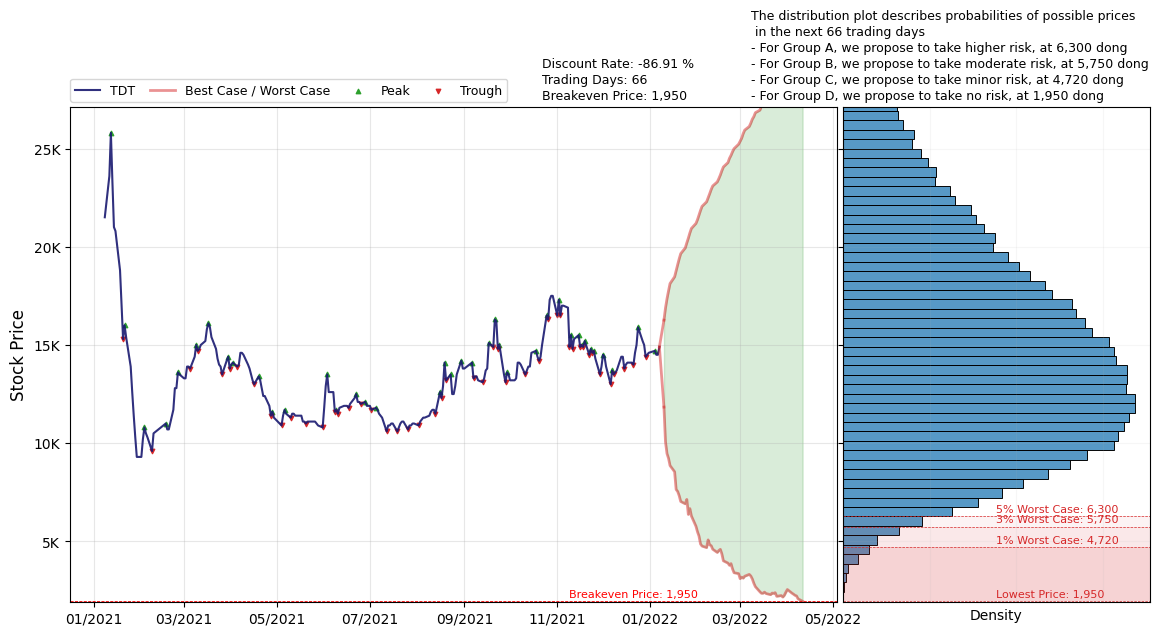 The distribution plot describes probabilities of possible prices
in the next 66 trading days
- For Group A, we propose to take higher risk, at 6,300 dong
- For Group B, we propose to take moderate risk, at 5,750 dong
- For Group C, we propose to take minor risk, at 4,720 dong
- For Group D, we propose to take no risk, at 1,950 dong
Discount Rate: -86.91 %
Trading Days: 66
Breakeven Price: 1,950
TDT Best Case / Worst Case Peak Trough
Stock Price
25K
20K
15K
10K
5K
5% Worst Case: 6,300
3% Worst Case: 5,750
1% Worst Case: 4,720
Breakeven Price: 1,950
Lowest Price: 1,950
01/2021 03/2021 05/2021 07/2021 09/2021 11/2021 01/2022 03/2022 05/2022
Density